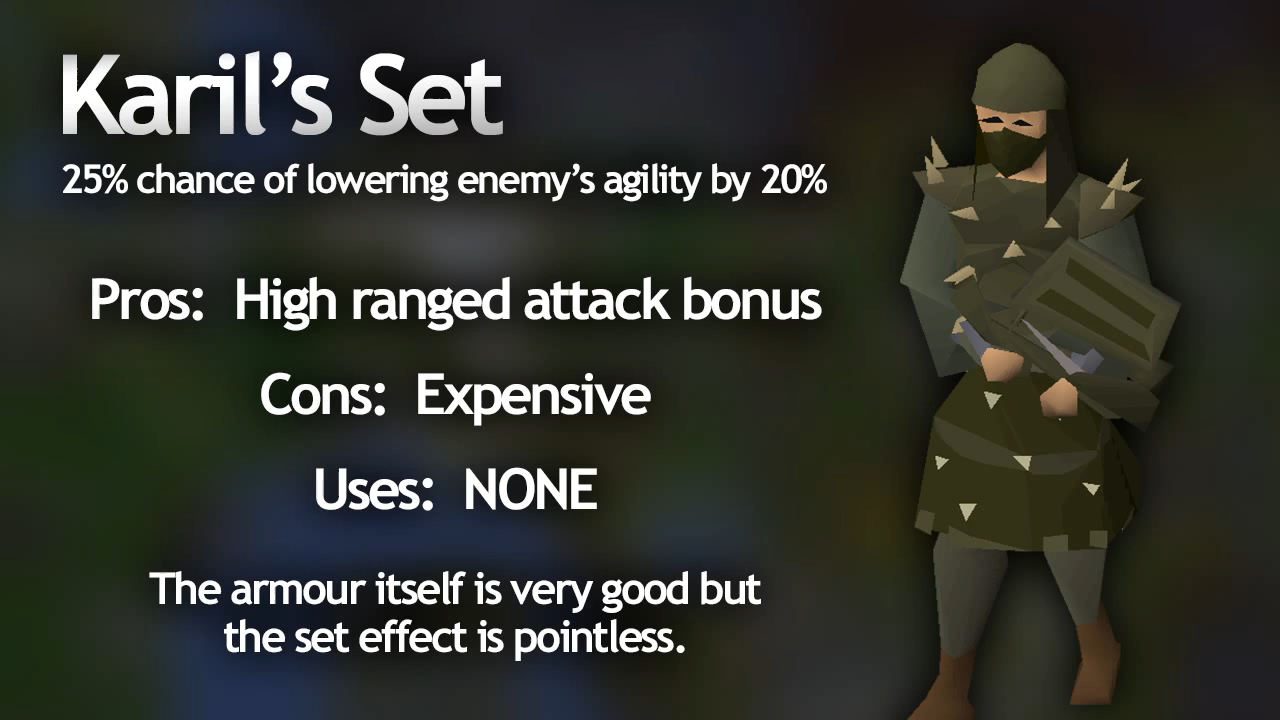 Karil's Set
25% chance of lowering enemy's agility by 20%
Pros: High ranged attack bonus
Cons: Expensive
Uses: NONE
The armour itself is very good but
the set effect is pointless.